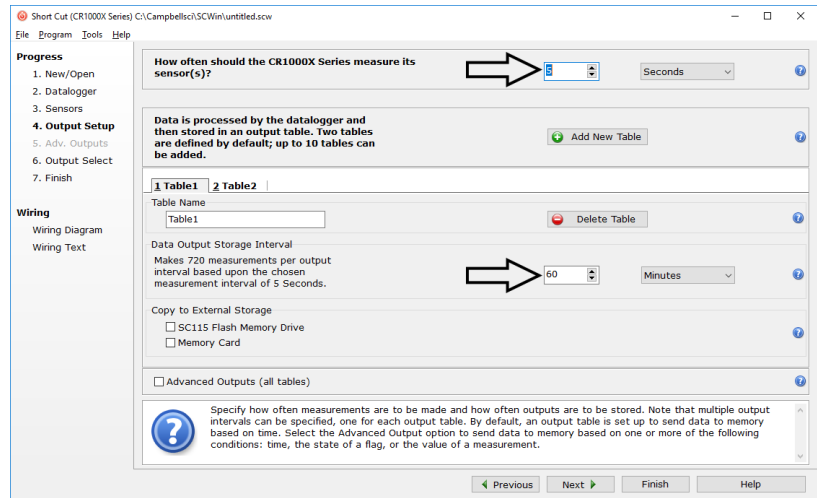 Short Cut (CR1000X Series) C:\Campbellsci\SCWin\untitled.scw
File Program Tools Help
Progress
1. New/Open
2. Datalogger
3. Sensors
4. Output Setup
5. Adv. Outputs
6. Output Select
7. Finish
Wiring
Wiring Diagram
Wiring Text
How often should the CR1000X Series measure its
sensor(s)?
5
Seconds
Data is processed by the datalogger and
then stored in an output table. Two tables
are defined by default; up to 10 tables can
be added.
Add New Table
1 Table1 2 Table2
Table Name
Table1
Delete Table
Data Output Storage Interval
Makes 720 measurements per output
interval based upon the chosen
measurement interval of 5 Seconds.
60
Minutes
Copy to External Storage
SC115 Flash Memory Drive
Memory Card
Advanced Outputs (all tables)
Specify how often measurements are to be made and how often outputs are to be stored. Note that multiple output
intervals can be specified, one for each output table. By default, an output table is set up to send data to memory
based on time. Select the Advanced Output option to send data to memory based on one or more of the following
conditions: time, the state of a flag, or the value of a measurement.
Previous Next Finish Help